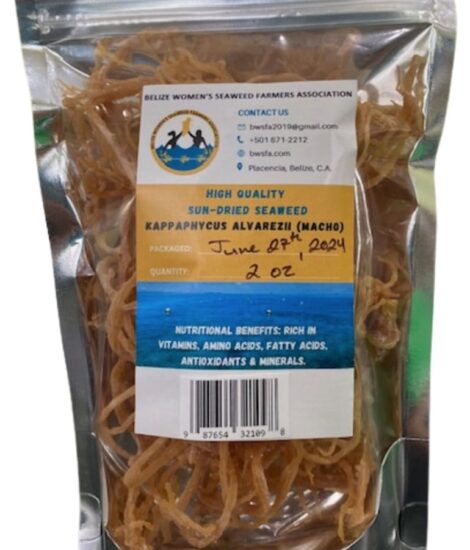 BELIZE WOMEN'S SEAWEED FARMERS ASSOCIATION
CONTACT US
bwsfa2019@gmail.com
+501 671-2212
bwsfa.com
Placencia, Belize, C.A.
HIGH QUALITY
SUN-DRIED SEAWEED
KAPPAPHYCUS ALVAREZII (MACHO)
PACKAGED: June 27th, 2024
QUANTITY: 2 oz
NUTRITIONAL BENEFITS: RICH IN
VITAMINS, AMINO ACIDS, FATTY ACIDS,
ANTIOXIDANTS & MINERALS.
9 87654 32109 8